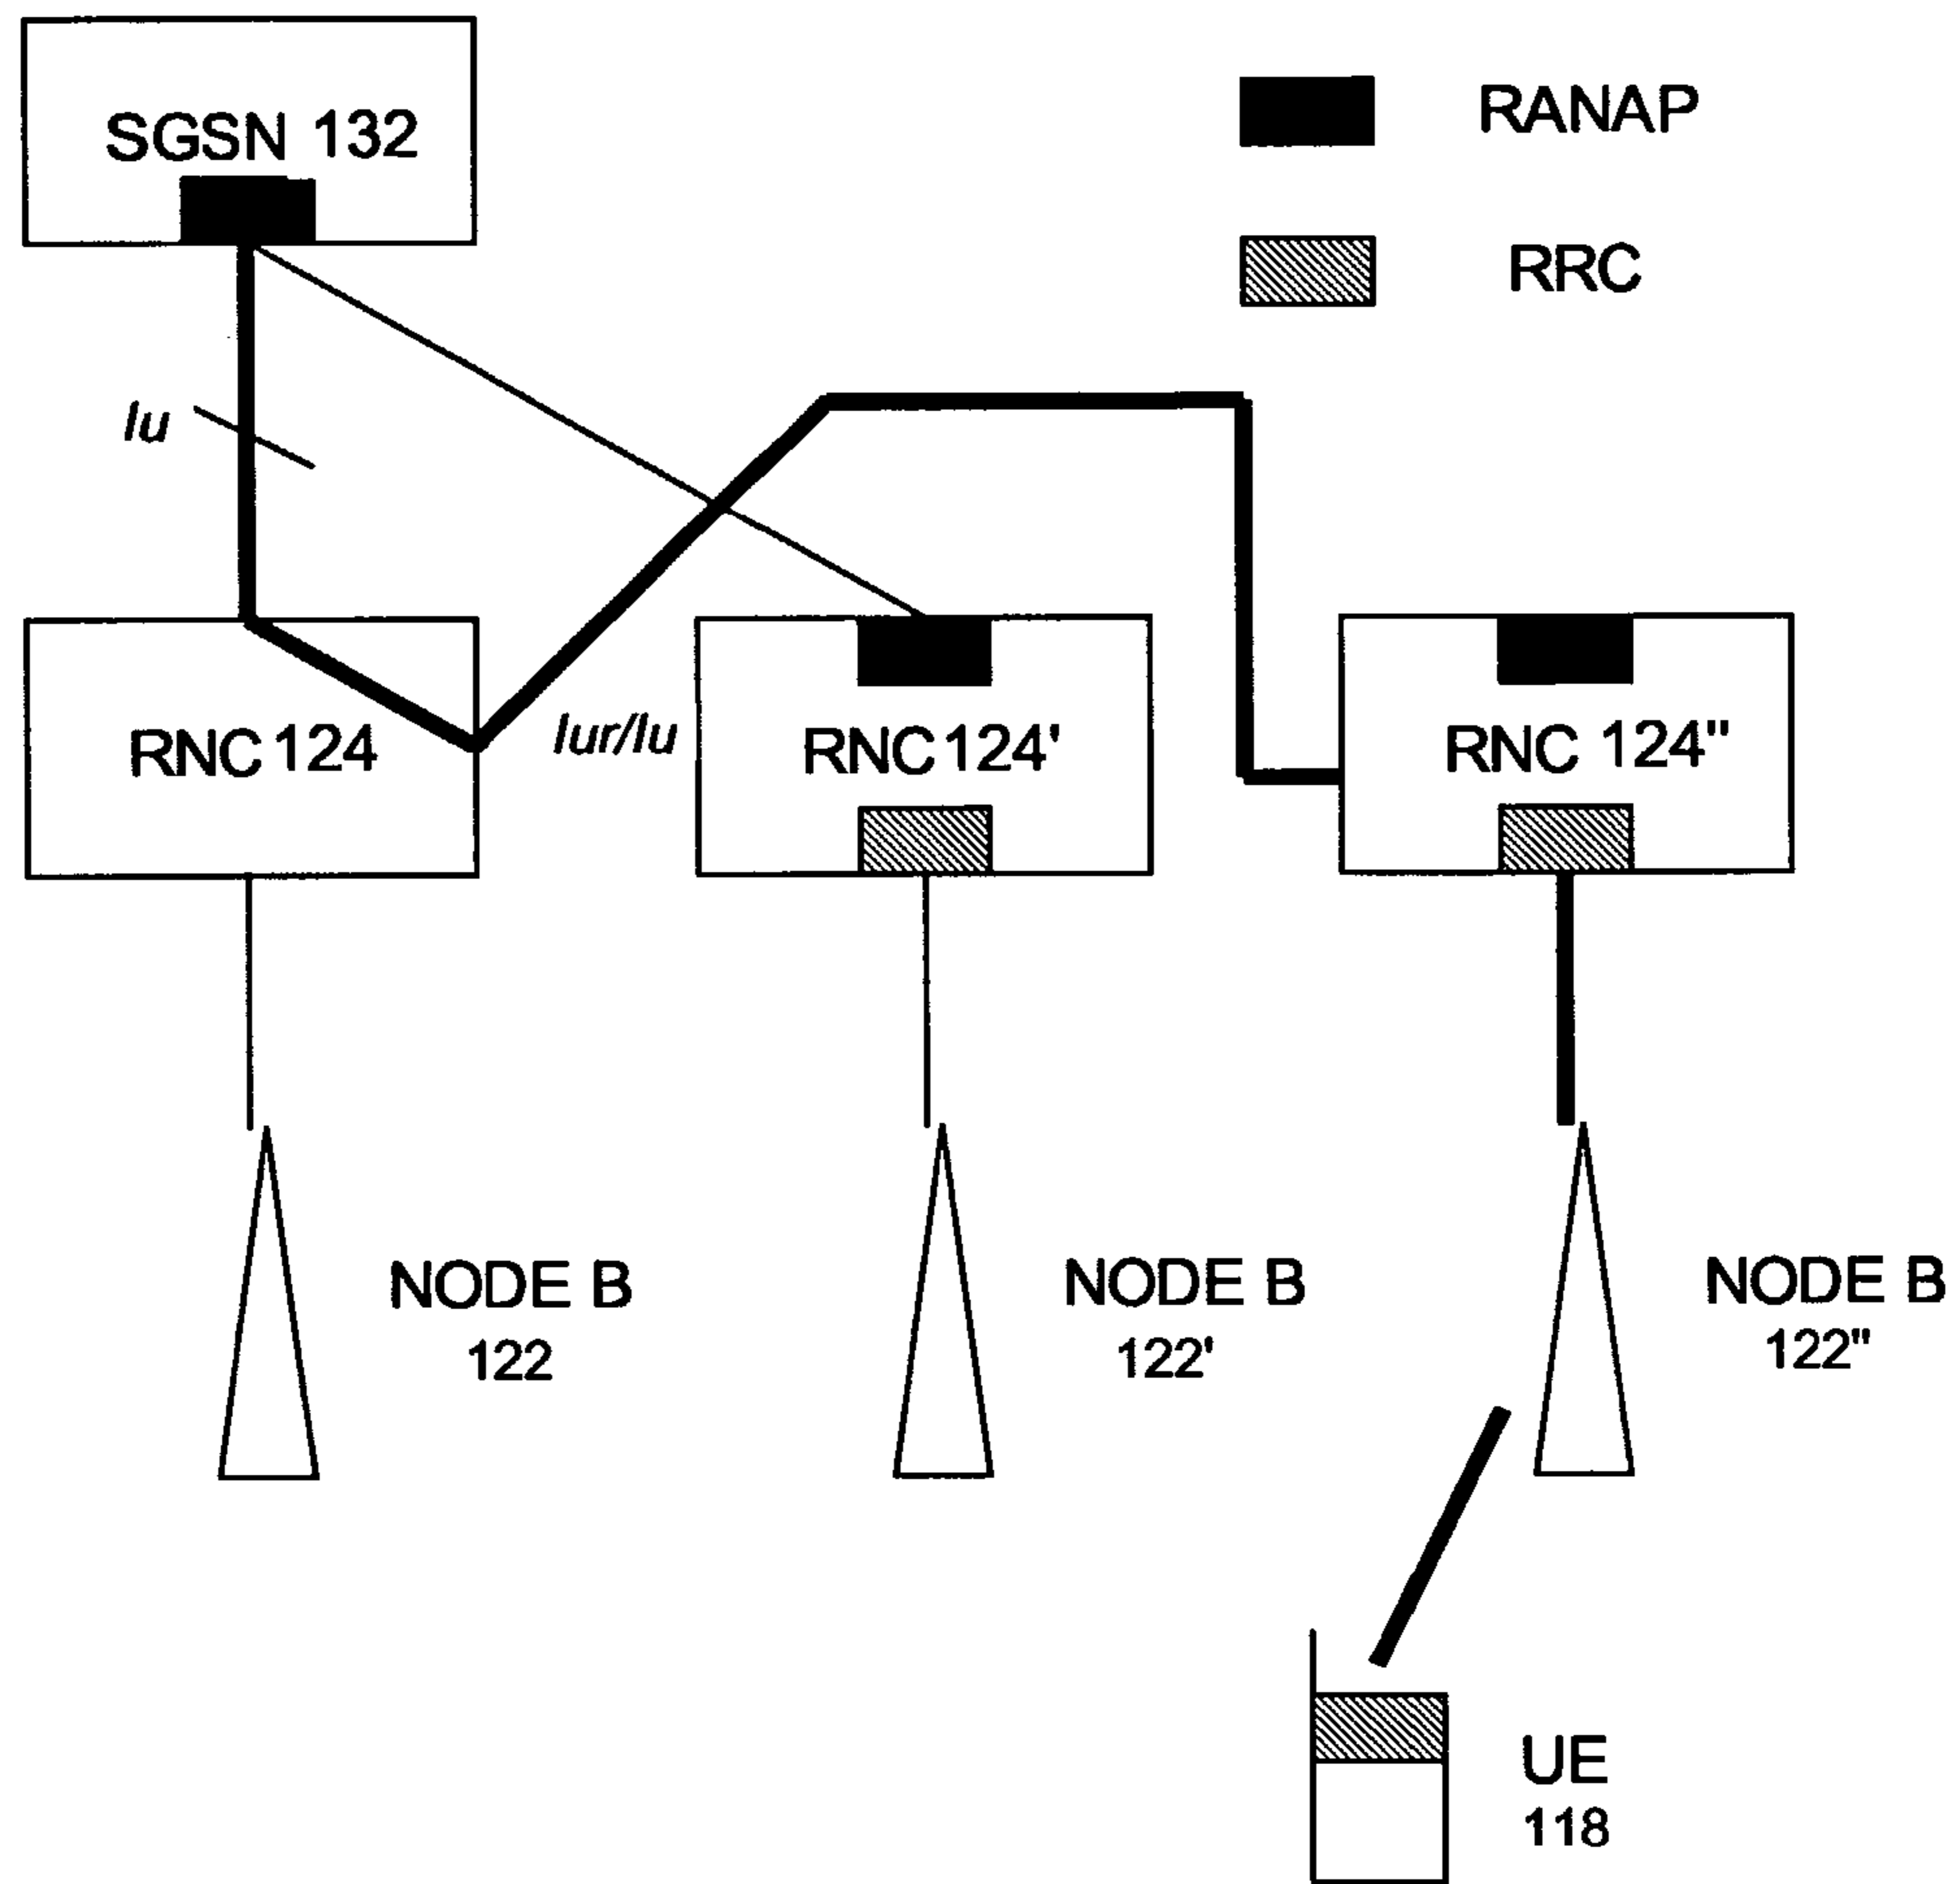 SGSN 132
RANAP
RRC
Iu
RNC 124
Iur/Iu
RNC 124'
RNC 124"
NODE B
122
NODE B
122'
NODE B
122"
UE
118